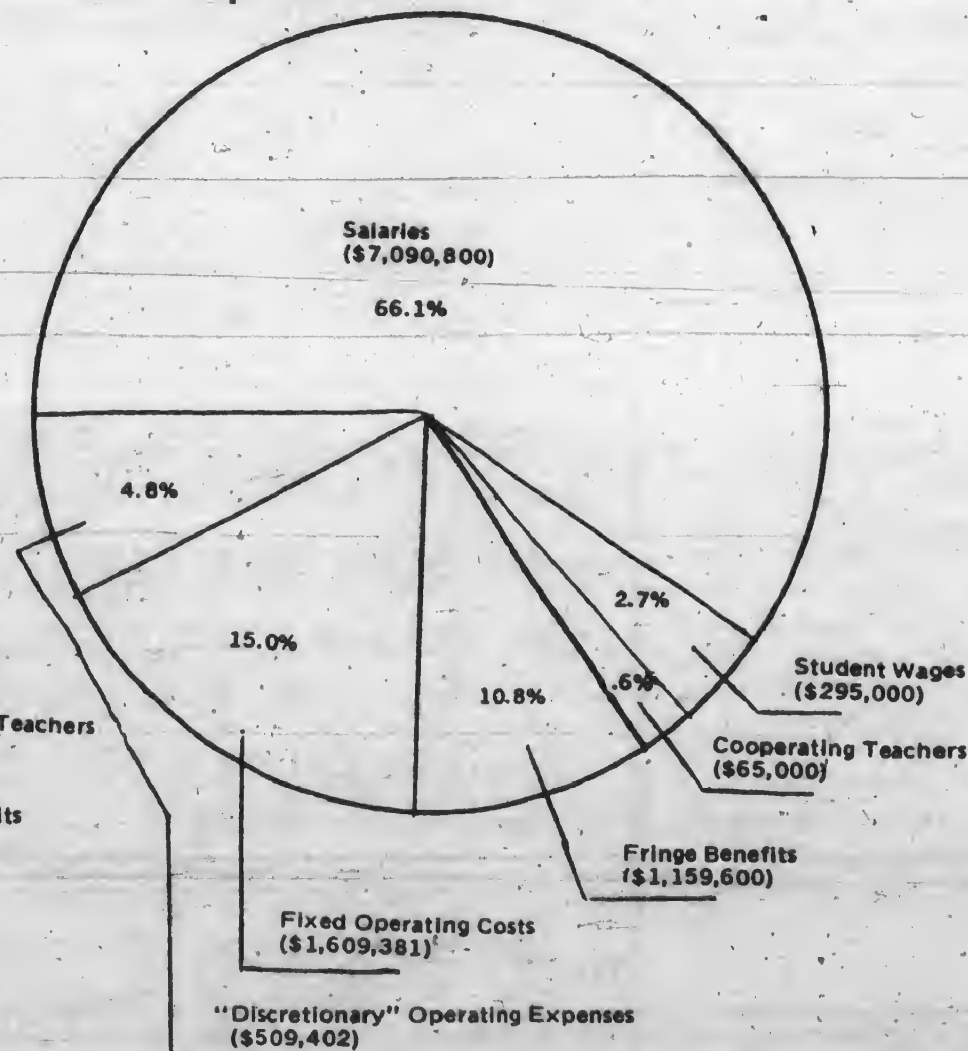 Salaries
($7,090,800)
66.1%
4.8%
15.0%
10.8%
.6%
2.7%
Student Wages
($295,000)
Cooperating Teachers
($65,000)
Fringe Benefits
($1,159,600)
Fixed Operating Costs
($1,609,381)
"Discretionary" Operating Expenses
($509,402)
Teachers
its